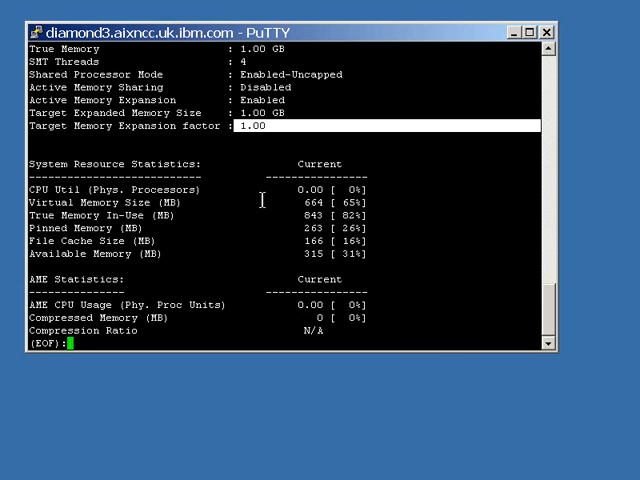 diamond3.aixncc.uk.ibm.com - PuTTY
True Memory : 1.00 GB
SMT Threads : 4
Shared Processor Mode : Enabled-Uncapped
Active Memory Sharing : Disabled
Active Memory Expansion : Enabled
Target Expanded Memory Size : 1.00 GB
Target Memory Expansion factor : 1.00
System Resource Statistics: Current
--------------------------- ----------------
CPU Util (Phys. Processors) 0.00 [ 0%]
Virtual Memory Size (MB) 664 [ 65%]
True Memory In-Use (MB) 843 [ 82%]
Pinned Memory (MB) 263 [ 26%]
File Cache Size (MB) 166 [ 16%]
Available Memory (MB) 315 [ 31%]
AME Statistics: Current
--------------- ----------------
AME CPU Usage (Phy. Proc Units) 0.00 [ 0%]
Compressed Memory (MB) 0 [ 0%]
Compression Ratio N/A
(EOF):